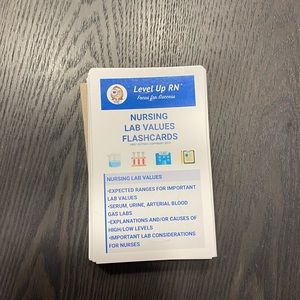 Level Up RN
Focus for Success
NURSING
LAB VALUES
FLASHCARDS
NURSING LAB VALUES
•EXPECTED RANGES FOR IMPORTANT
LAB VALUES
•SERUM, URINE, ARTERIAL BLOOD
GAS LABS
•EXPLANATIONS AND/OR CAUSES OF
HIGH/LOW LEVELS
•IMPORTANT LAB CONSIDERATIONS
FOR NURSES